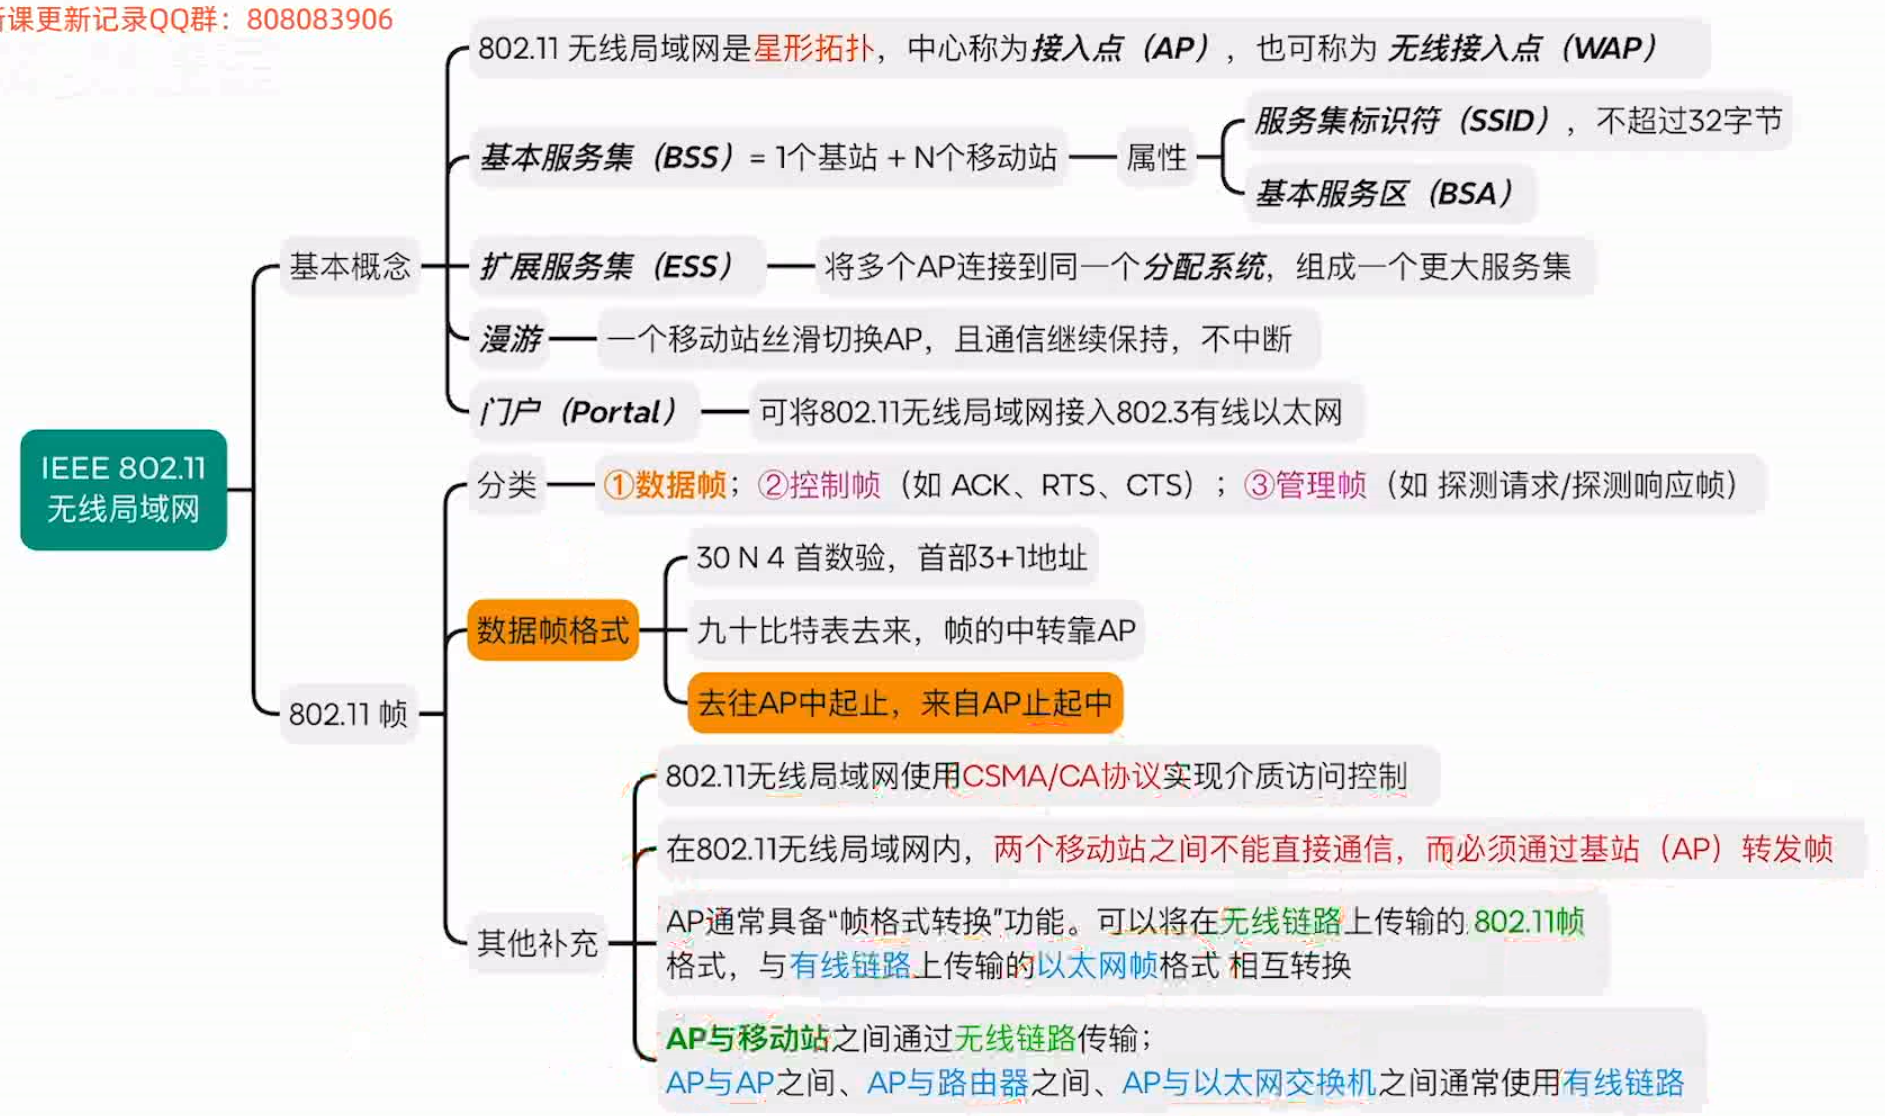 课更新记录QQ群：808083906
802.11 无线局域网是星形拓扑，中心称为接入点（AP），也可称为 无线接入点（WAP）
基本服务集（BSS）= 1个基站 + N个移动站
属性
服务集标识符（SSID），不超过32字节
基本服务区（BSA）
基本概念
扩展服务集（ESS）
将多个AP连接到同一个分配系统，组成一个更大服务集
漫游
一个移动站丝滑切换AP，且通信继续保持，不中断
门户（Portal）
可将802.11无线局域网接入802.3有线以太网
IEEE 802.11
无线局域网
分类
①数据帧；②控制帧（如 ACK、RTS、CTS）；③管理帧（如 探测请求/探测响应帧）
数据帧格式
30 N 4 首数验，首部3+1地址
九十比特表去来，帧的中转靠AP
去往AP中起止，来自AP止起中
802.11 帧
其他补充
802.11无线局域网使用CSMA/CA协议实现介质访问控制
在802.11无线局域网内，两个移动站之间不能直接通信，而必须通过基站（AP）转发帧
AP通常具备“帧格式转换”功能。可以将在无线链路上传输的 802.11帧
格式，与有线链路上传输的以太网帧格式 相互转换
AP与移动站之间通过无线链路传输；
AP与AP之间、AP与路由器之间、AP与以太网交换机之间通常使用有线链路